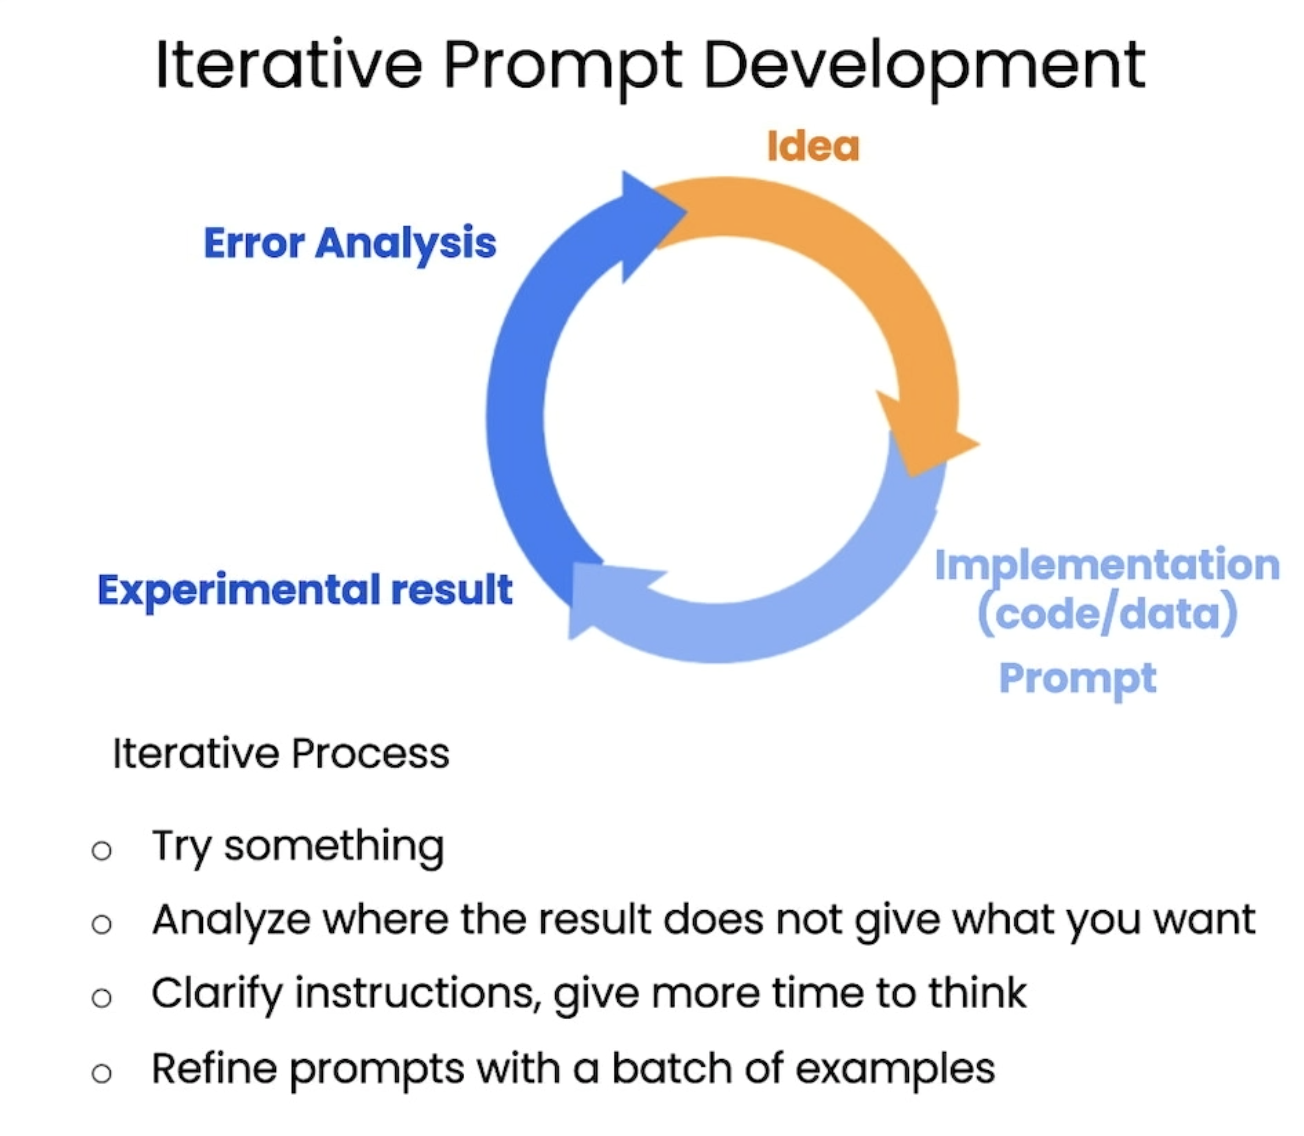 Iterative Prompt Development
Idea
Error Analysis
Experimental result
Implementation
(code/data)
Prompt
Iterative Process
Try something
Analyze where the result does not give what you want
Clarify instructions, give more time to think
Refine prompts with a batch of examples